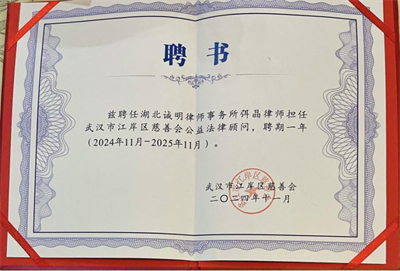 聘书
兹聘任湖北诚明律师事务所弭晶律师担任
武汉市江岸区慈善会公益法律顾问，聘期一年
（2024年11月-2025年11月）。
武汉市江岸区慈善会
二〇二四年十一月